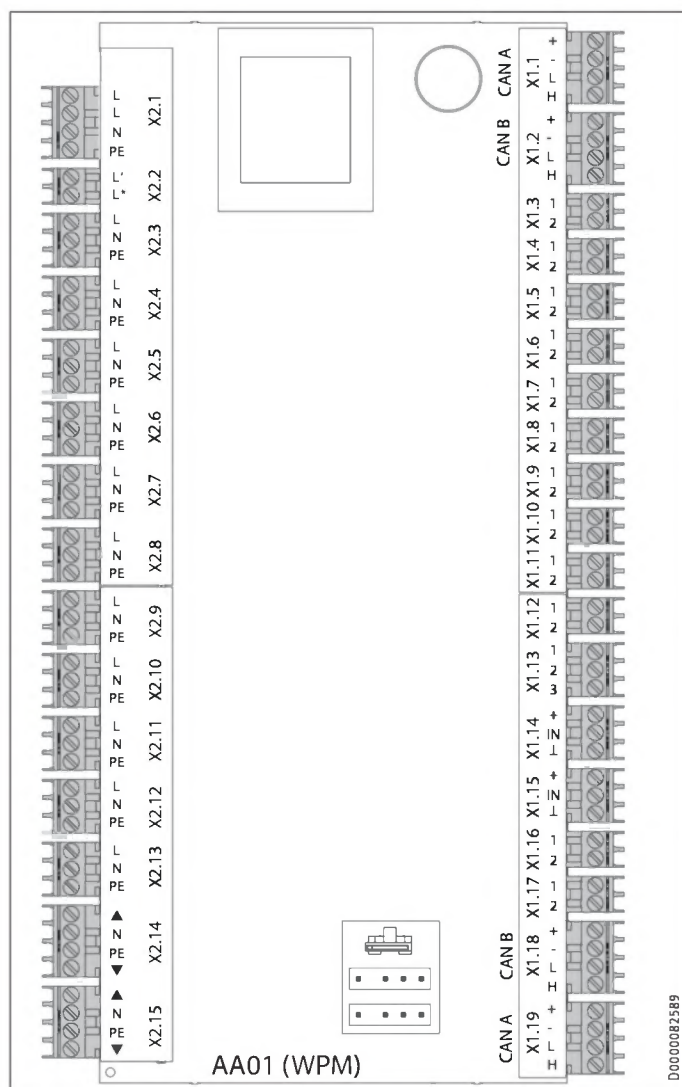 L
L
N
PE
X2.1
L'
L*
X2.2
L
N
PE
X2.3
L
N
PE
X2.4
L
N
PE
X2.5
L
N
PE
X2.6
L
N
PE
X2.7
L
N
PE
X2.8
L
N
PE
X2.9
L
N
PE
X2.10
L
N
PE
X2.11
L
N
PE
X2.12
L
N
PE
X2.13
▲
N
PE
▼
X2.14
▲
N
PE
▼
X2.15
CAN A
X1.1
+
-
L
H
CAN B
X1.2
+
-
L
H
X1.3
1
2
X1.4
1
2
X1.5
1
2
X1.6
1
2
X1.7
1
2
X1.8
1
2
X1.9
1
2
X1.10
1
2
X1.11
1
2
X1.12
1
2
X1.13
1
2
3
X1.14
+
IN
⊥
X1.15
+
IN
⊥
X1.16
1
2
X1.17
1
2
CAN B
X1.18
+
-
L
H
CAN A
X1.19
+
-
L
H
AA01 (WPM)
D0000082589